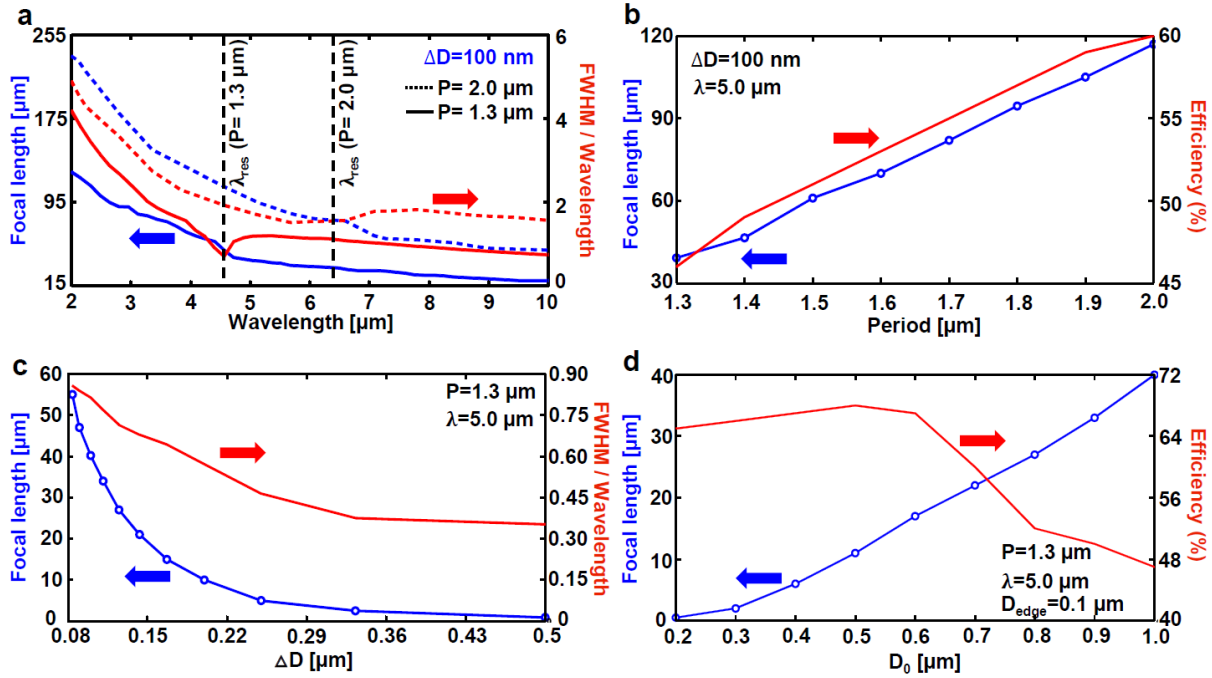 a
255
175
95
15
Focal length [µm]
2
3
4
5
6
7
8
9
10
Wavelength [µm]
6
4
2
0
FWHM / Wavelength
ΔD=100 nm
P= 2.0 µm
P= 1.3 µm
λres (P= 1.3 µm)
λres (P= 2.0 µm)
b
120
90
60
30
Focal length [µm]
1.3
1.4
1.5
1.6
1.7
1.8
1.9
2.0
Period [µm]
60
55
50
45
Efficiency (%)
ΔD=100 nm
λ=5.0 µm
c
60
50
40
30
20
10
0
Focal length [µm]
0.08
0.15
0.22
0.29
0.36
0.43
0.5
ΔD [µm]
0.90
0.75
0.60
0.45
0.30
0.15
0
FWHM / Wavelength
P=1.3 µm
λ=5.0 µm
d
40
30
20
10
0
Focal length [µm]
0.2
0.3
0.4
0.5
0.6
0.7
0.8
0.9
1.0
D0 [µm]
72
64
56
48
40
Efficiency (%)
P=1.3 µm
λ=5.0 µm
Dedge=0.1 µm